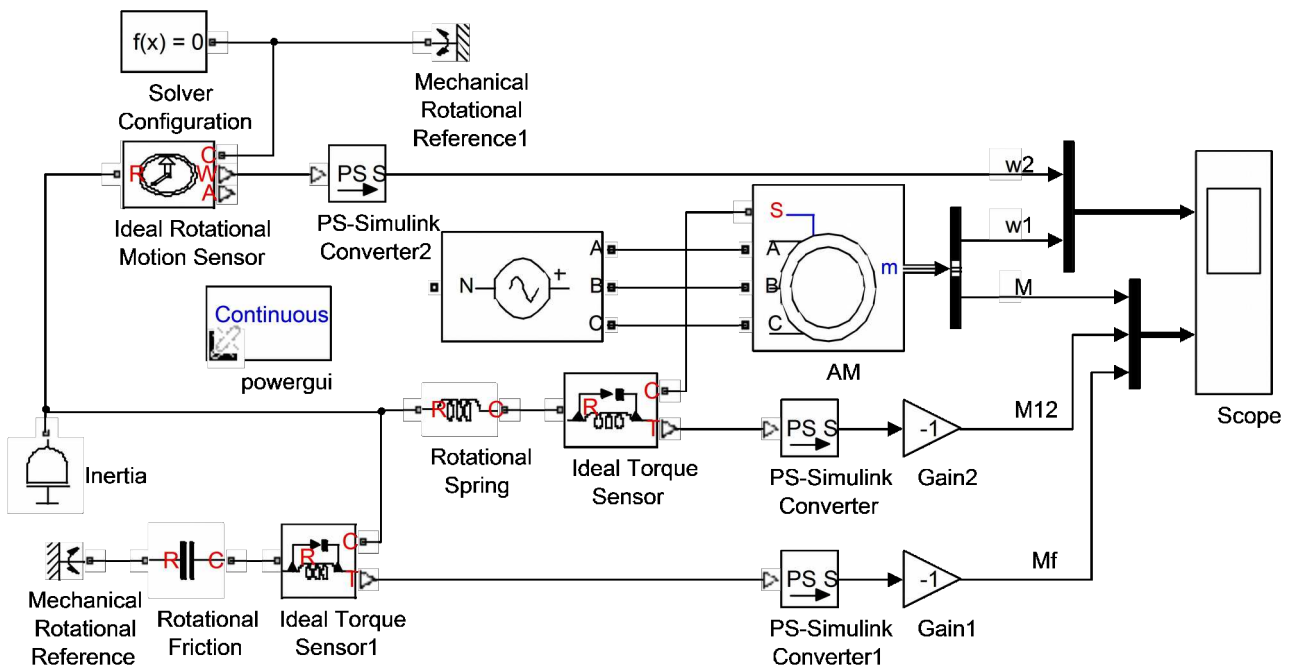 f(x) = 0
Solver
Configuration
Mechanical
Rotational
Reference1
R
C
W
A
Ideal Rotational
Motion Sensor
PS S
PS-Simulink
Converter2
w2
w1
M
N
+
A
B
C
S
A
B
C
m
AM
Continuous
powergui
Scope
Inertia
R
C
Rotational
Spring
R
C
T
Ideal Torque
Sensor
PS S
PS-Simulink
Converter
-1
Gain2
M12
Mechanical
Rotational
Reference
R
C
Rotational
Friction
R
C
T
Ideal Torque
Sensor1
PS S
PS-Simulink
Converter1
-1
Gain1
Mf